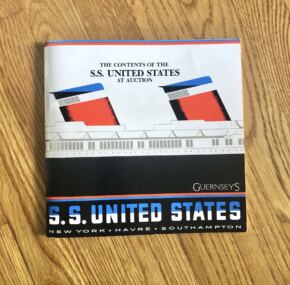 THE CONTENTS OF THE
S.S. UNITED STATES
AT AUCTION
GUERNSEY'S
S.S. UNITED STATES
NEW YORK • HAVRE • SOUTHAMPTON